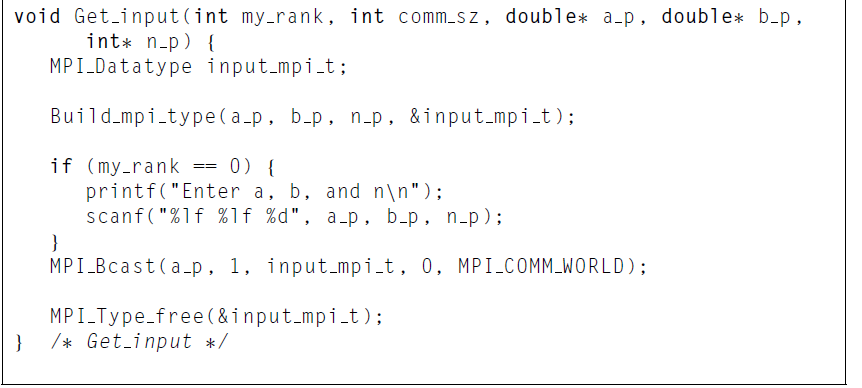 void Get_input(int my_rank, int comm_sz, double* a_p, double* b_p,
      int* n_p) {
   MPI_Datatype input_mpi_t;

   Build_mpi_type(a_p, b_p, n_p, &input_mpi_t);

   if (my_rank == 0) {
      printf("Enter a, b, and n\n");
      scanf("%lf %lf %d", a_p, b_p, n_p);
   }
   MPI_Bcast(a_p, 1, input_mpi_t, 0, MPI_COMM_WORLD);

   MPI_Type_free(&input_mpi_t);
}  /* Get_input */